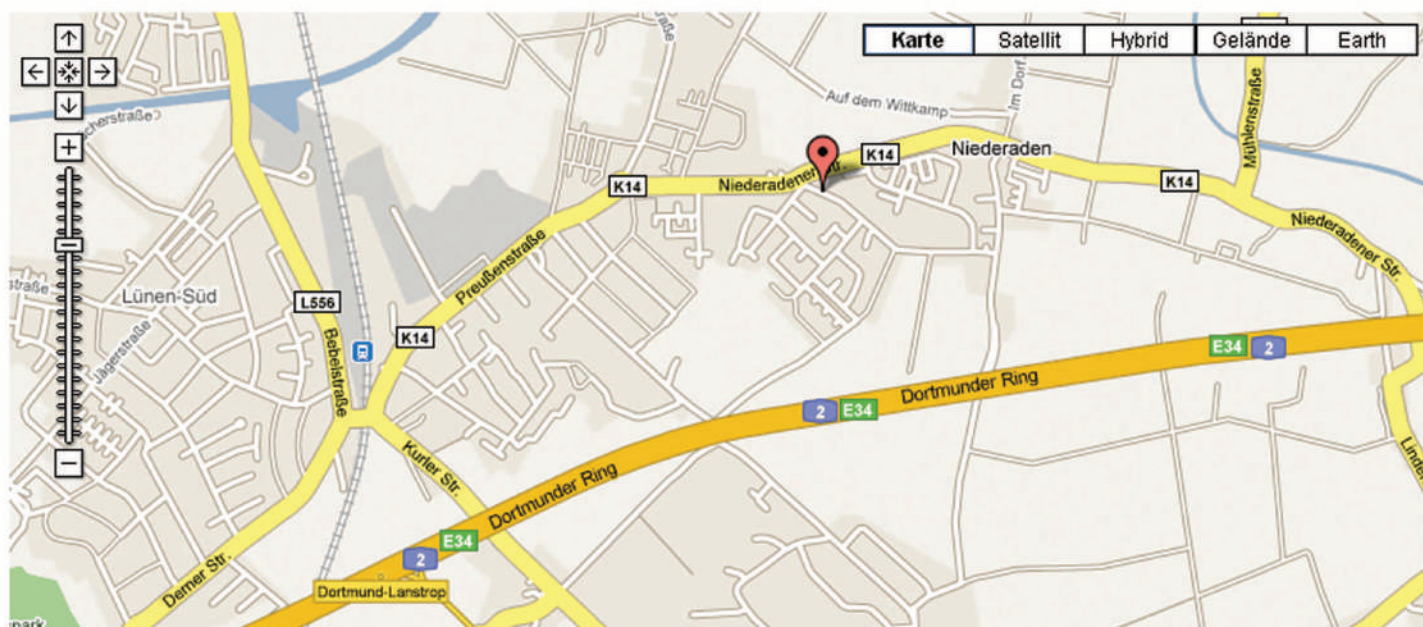 Karte
Satellit
Hybrid
Gelände
Earth
Auf dem Wittkamp
Im Dorf
Mühlenstraße
K14
Niederaden
Niederadener Str.
K14
K14
Niederadener Str.
Preußenstraße
Lünen-Süd
L556
K14
Jägerstraße
Bebelstraße
E34
2
Dortmunder Ring
2
E34
Kurler Str.
Dortmunder Ring
E34
2
Derner Str.
Dortmund-Lanstrop